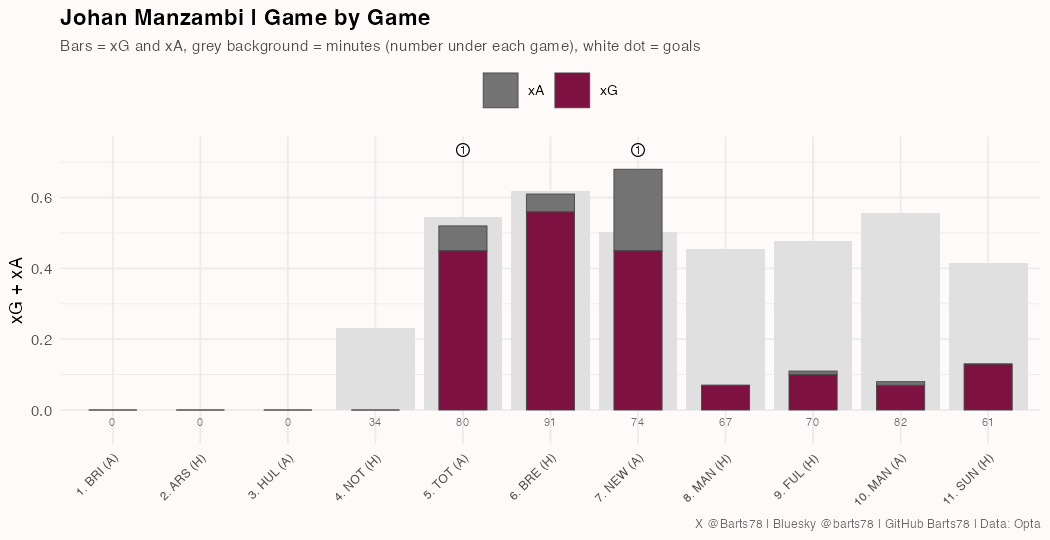 Johan Manzambi | Game by Game
Bars = xG and xA, grey background = minutes (number under each game), white dot = goals
xA xG
1 1
xG + xA
0.6
0.4
0.2
0.0
0 0 0 34 80 91 74 67 70 82 61
1. BRI (A) 2. ARS (H) 3. HUL (A) 4. NOT (H) 5. TOT (A) 6. BRE (H) 7. NEW (A) 8. MAN (H) 9. FUL (H) 10. MAN (A) 11. SUN (H)
X @Barts78 | Bluesky @barts78 | GitHub Barts78 | Data: Opta